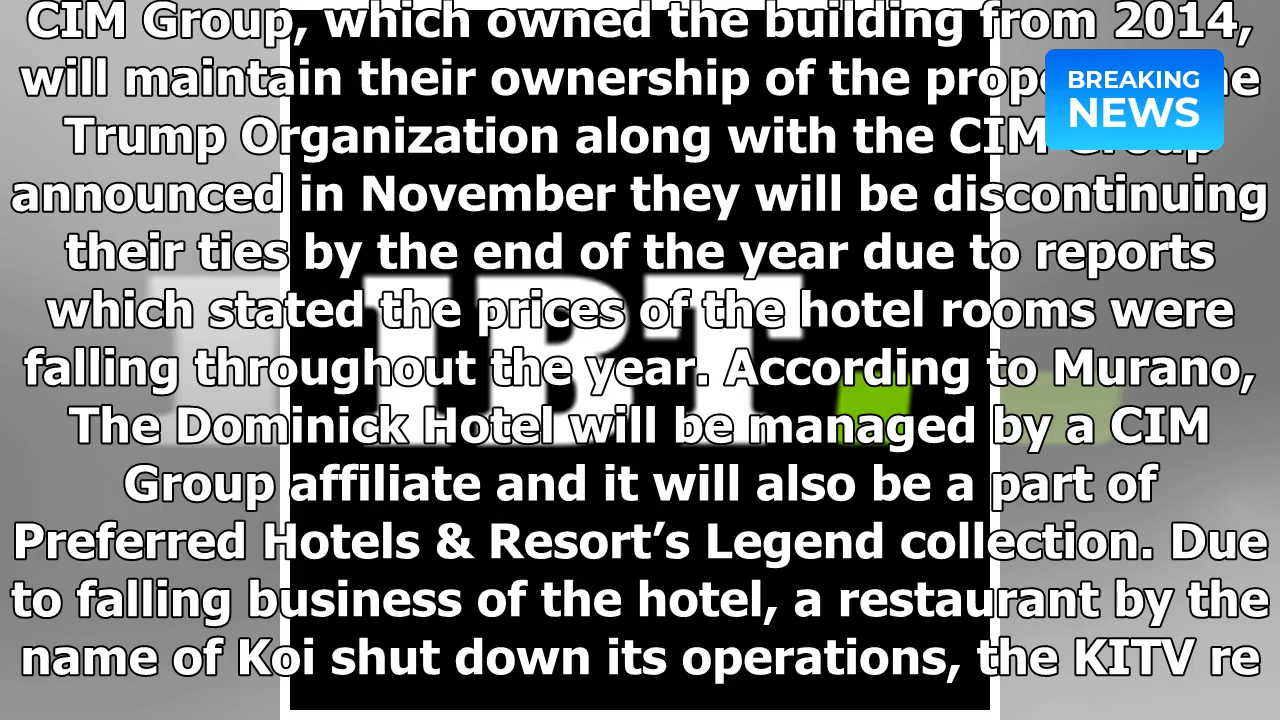 CIM Group, which owned the building from 2014,
will maintain their ownership of the
Trump Organization along with the CIM
announced in November they will be discontinuing
their ties by the end of the year due to reports
which stated the prices of the hotel rooms were
falling throughout the year. According to Murano,
The Dominick Hotel will be managed by a CIM
Group affiliate and it will also be a part of
Preferred Hotels & Resort’s Legend collection. Due
to falling business of the hotel, a restaurant by the
name of Koi shut down its operations, the KITV re
BREAKING
NEWS
IBT